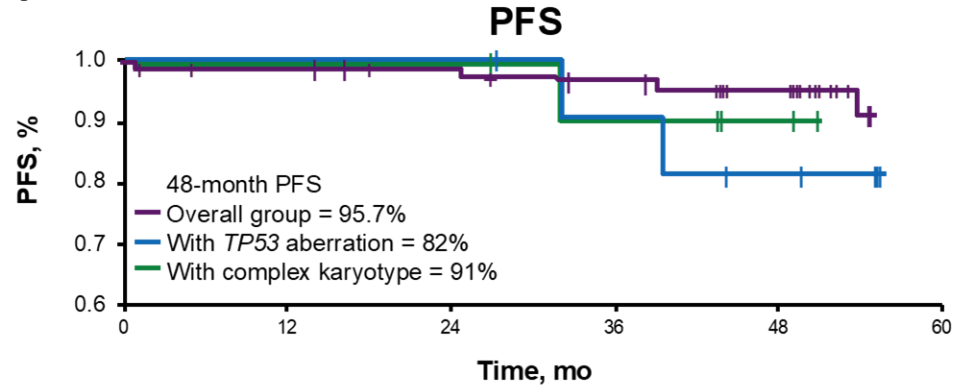 PFS
1.0
0.9
0.8
0.7
0.6
PFS, %
48-month PFS
Overall group = 95.7%
With TP53 aberration = 82%
With complex karyotype = 91%
0 12 24 36 48 60
Time, mo